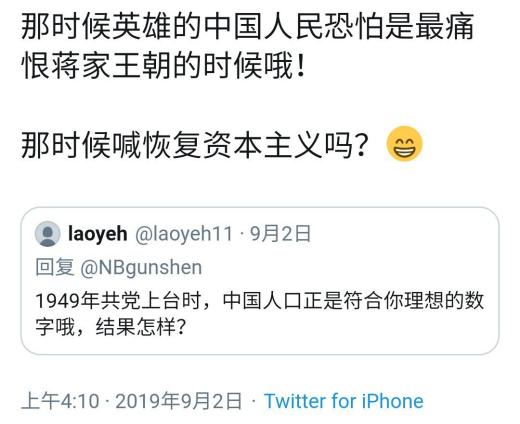 那时候英雄的中国人民恐怕是最痛
恨蒋家王朝的时候哦！
那时候喊恢复资本主义吗？😁
laoyeh @laoyeh11 · 9月2日
回复 @NBgunshen
1949年共党上台时，中国人口正是符合你理想的数
字哦，结果怎样？
上午4:10 · 2019年9月2日 · Twitter for iPhone